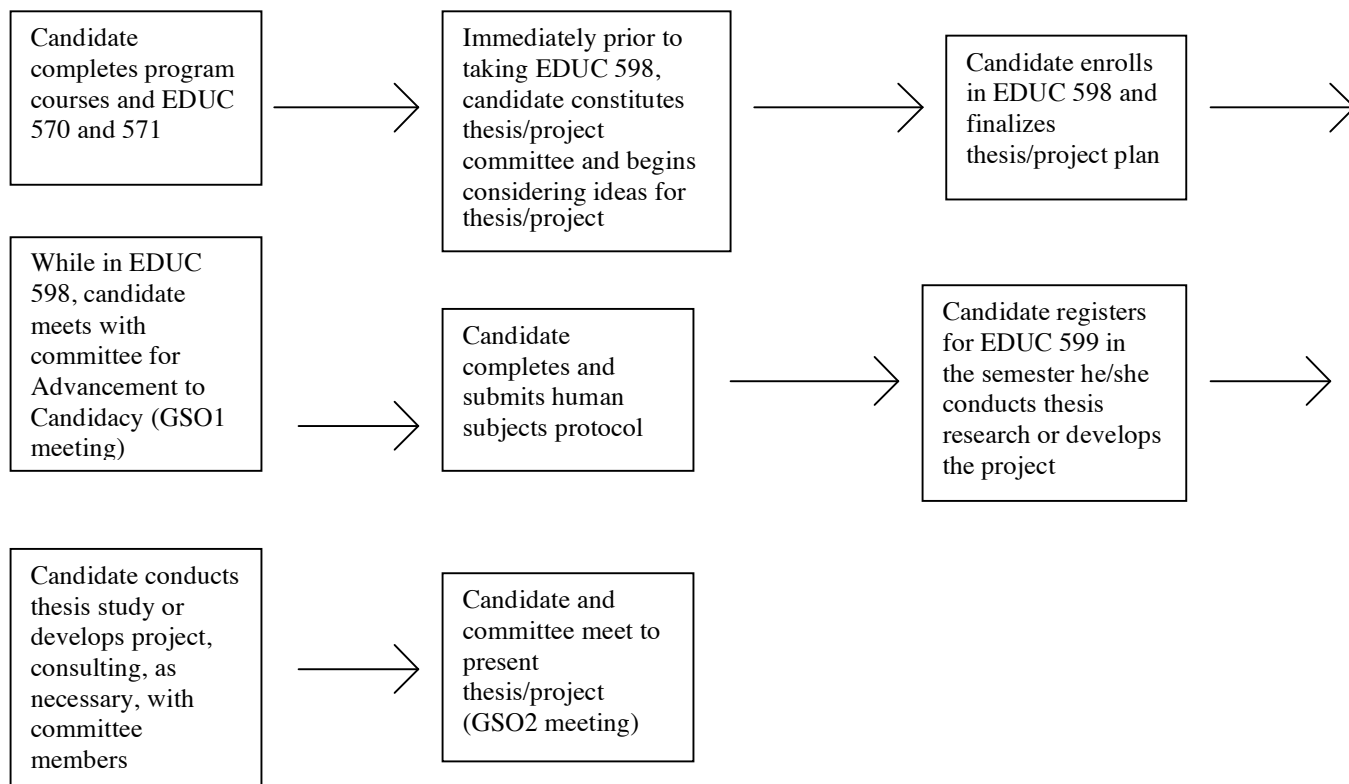 Candidate
completes program
courses and EDUC
570 and 571
Immediately prior to
taking EDUC 598,
candidate constitutes
thesis/project
committee and begins
considering ideas for
thesis/project
Candidate enrolls
in EDUC 598 and
finalizes
thesis/project plan
While in EDUC
598, candidate
meets with
committee for
Advancement to
Candidacy (GSO1
meeting)
Candidate
completes and
submits human
subjects protocol
Candidate registers
for EDUC 599 in
the semester he/she
conducts thesis
research or develops
the project
Candidate conducts
thesis study or
develops project,
consulting, as
necessary, with
committee
members
Candidate and
committee meet to
present
thesis/project
(GSO2 meeting)